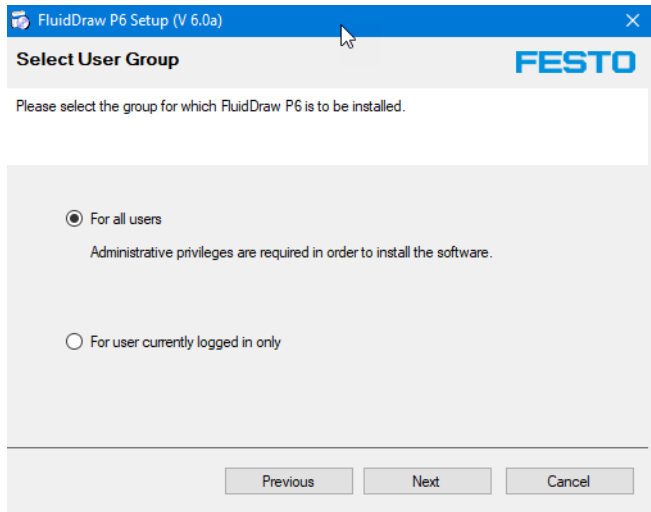 FluidDraw P6 Setup (V 6.0a)
Select User Group
FESTO
Please select the group for which FluidDraw P6 is to be installed.
For all users
Administrative privileges are required in order to install the software.
For user currently logged in only
Previous
Next
Cancel